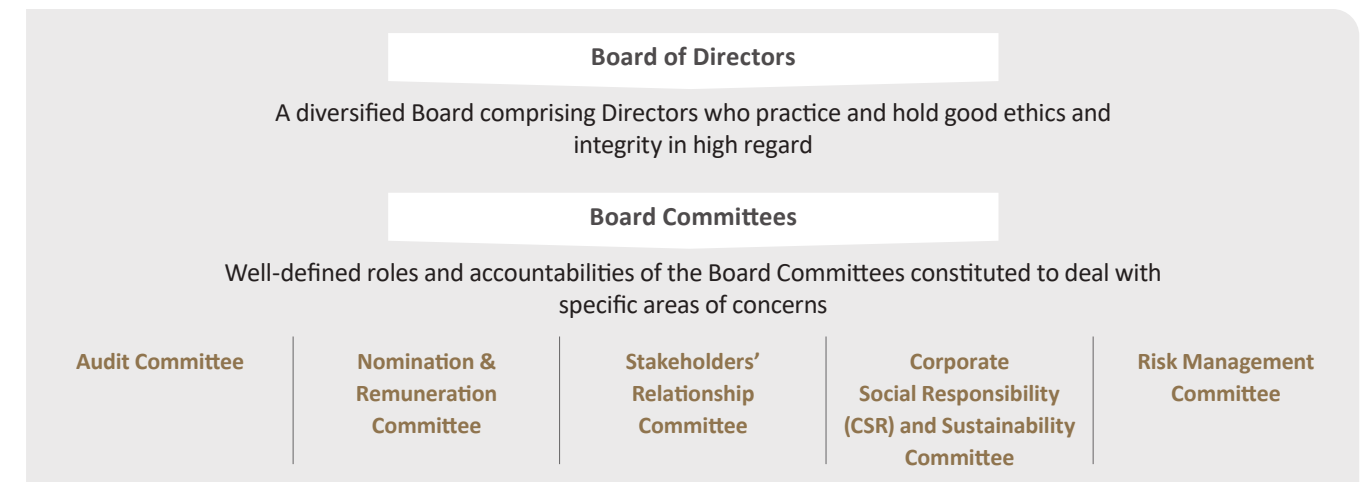 Board of Directors
A diversified Board comprising Directors who practice and hold good ethics and
integrity in high regard
Board Committees
Well-defined roles and accountabilities of the Board Committees constituted to deal with
specific areas of concerns
Audit Committee
Nomination &
Remuneration
Committee
Stakeholders’
Relationship
Committee
Corporate
Social Responsibility
(CSR) and Sustainability
Committee
Risk Management
Committee